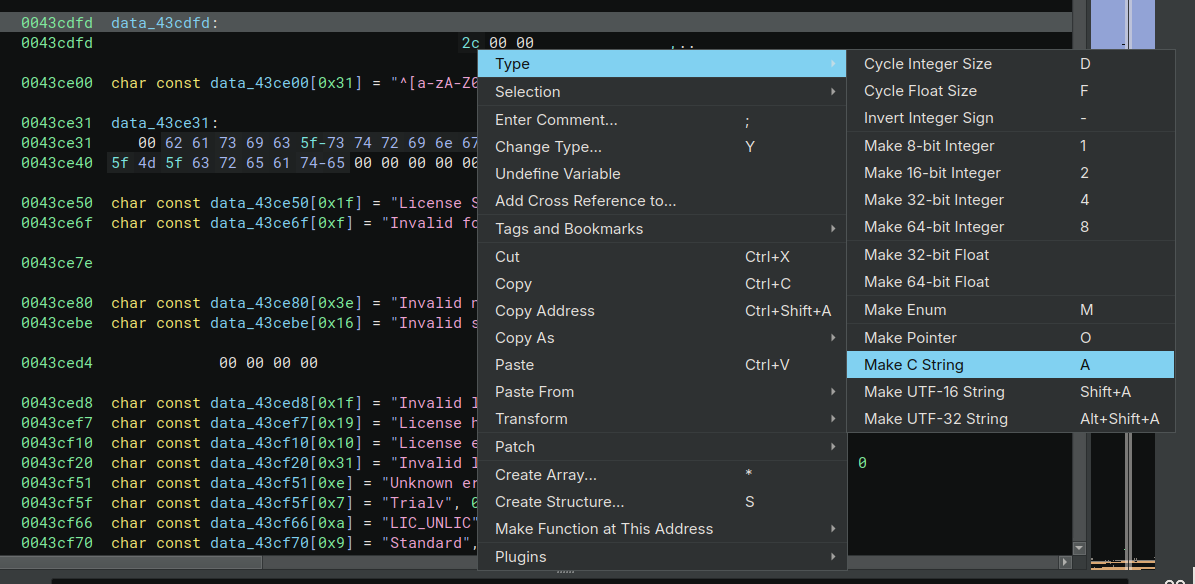 0043cdfd data_43cdfd:
0043cdfd 2c 00 00 ,..
0043ce00 char const data_43ce00[0x31] = "^[a-zA-Z0
0043ce31 data_43ce31:
0043ce31 00 62 61 73 69 63 5f-73 74 72 69 6e 67
0043ce40 5f 4d 5f 63 72 65 61 74-65 00 00 00 00 00
0043ce50 char const data_43ce50[0x1f] = "License S
0043ce6f char const data_43ce6f[0xf] = "Invalid fo
0043ce7e
0043ce80 char const data_43ce80[0x3e] = "Invalid
0043cebe char const data_43cebe[0x16] = "Invalid s
0043ced4 00 00 00 00
0043ced8 char const data_43ced8[0x1f] = "Invalid
0043cef7 char const data_43cef7[0x19] = "License
0043cf10 char const data_43cf10[0x10] = "License e
0043cf20 char const data_43cf20[0x31] = "Invalid
0043cf51 char const data_43cf51[0xe] = "Unknown er
0043cf5f char const data_43cf5f[0x7] = "Trialv", 0
0043cf66 char const data_43cf66[0xa] = "LIC_UNLIC"
0043cf70 char const data_43cf70[0x9] = "Standard",
Type
Selection
Enter Comment... ;
Change Type... Y
Undefine Variable
Add Cross Reference to...
Tags and Bookmarks
Cut Ctrl+X
Copy Ctrl+C
Copy Address Ctrl+Shift+A
Copy As
Paste Ctrl+V
Paste From
Transform
Patch
Create Array... *
Create Structure... S
Make Function at This Address
Plugins
Cycle Integer Size D
Cycle Float Size F
Invert Integer Sign -
Make 8-bit Integer 1
Make 16-bit Integer 2
Make 32-bit Integer 4
Make 64-bit Integer 8
Make 32-bit Float
Make 64-bit Float
Make Enum M
Make Pointer O
Make C String A
Make UTF-16 String Shift+A
Make UTF-32 String Alt+Shift+A
0